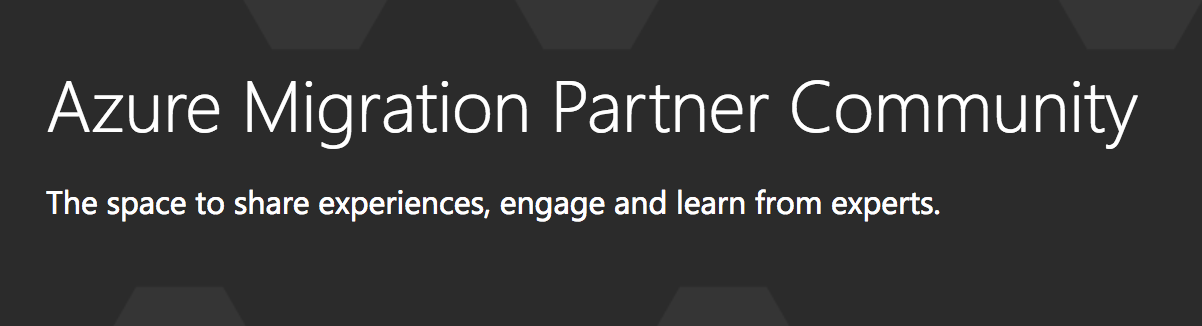 Azure Migration Partner Community
The space to share experiences, engage and learn from experts.